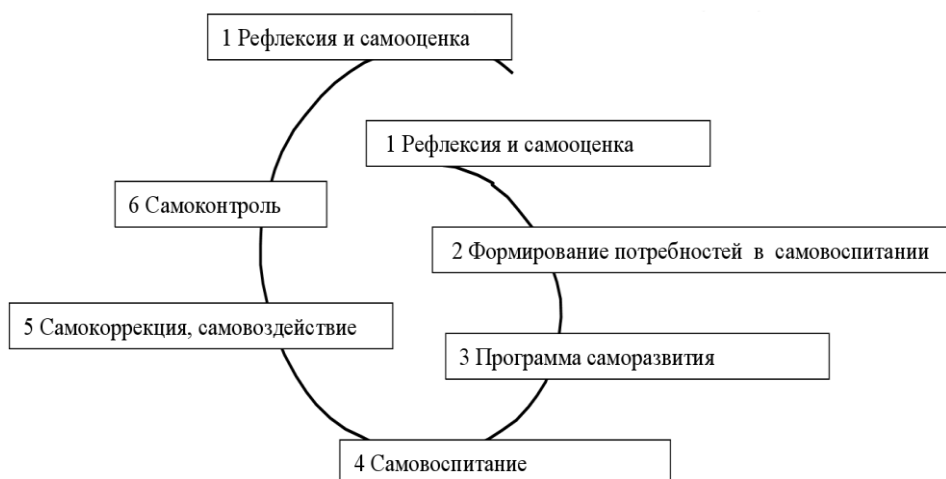 1 Рефлексия и самооценка
1 Рефлексия и самооценка
6 Самоконтроль
2 Формирование потребностей в самовоспитании
5 Самокоррекция, самовоздействие
3 Программа саморазвития
4 Самовоспитание